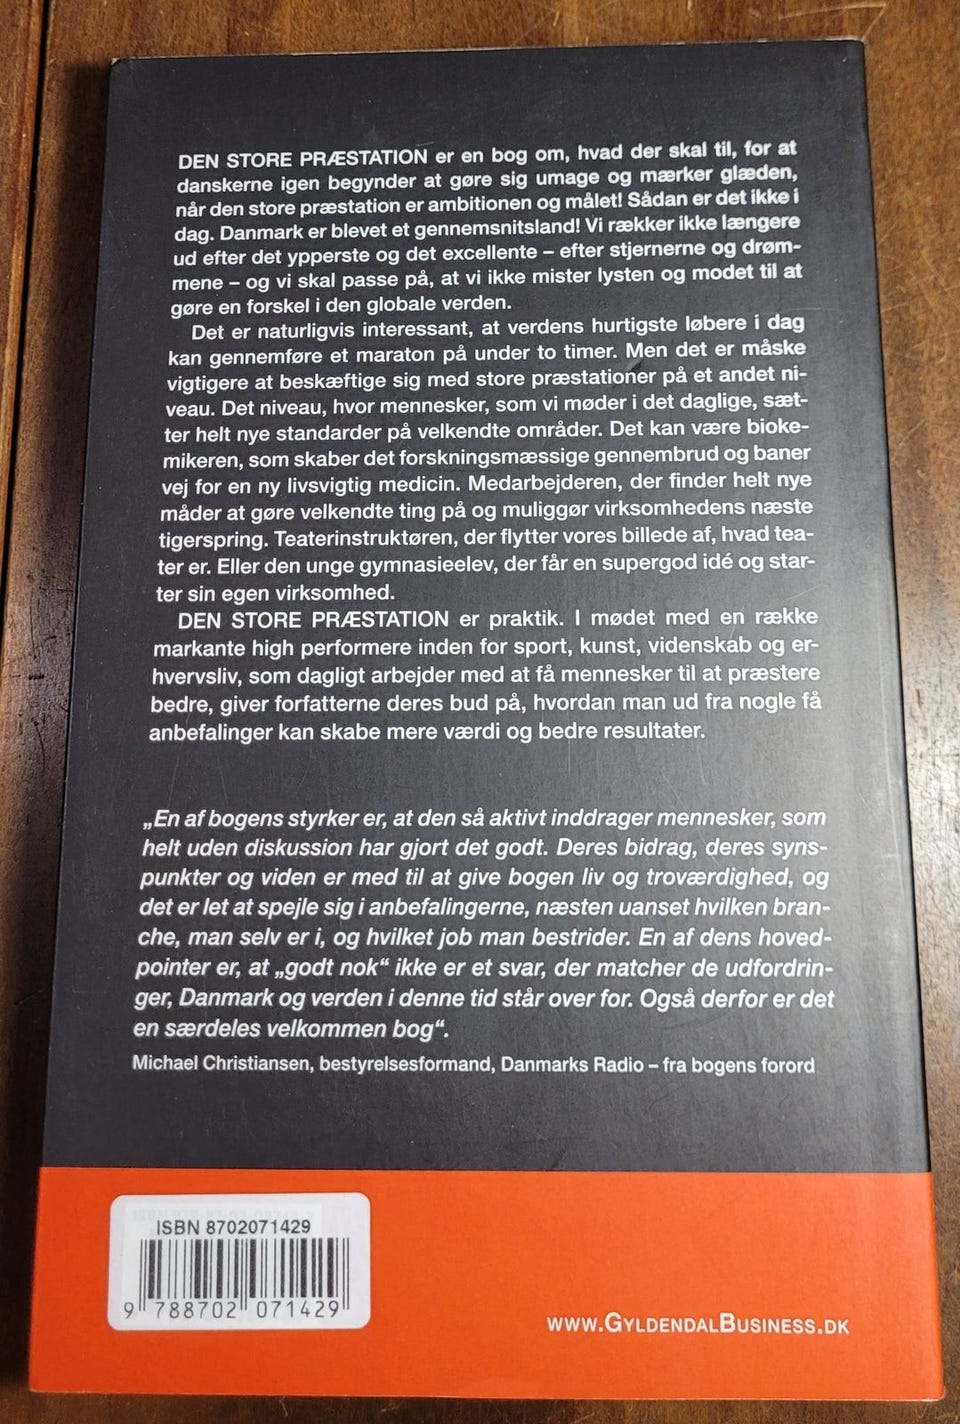 DEN STORE PRÆSTATION er en bog om, hvad der skal til, for at
danskerne igen begynder at gøre sig umage og mærker glæden,
når den store præstation er ambitionen og målet! Sådan er det ikke i
dag. Danmark er blevet et gennemsnitsland! Vi rækker ikke længere
ud efter det ypperste og det excellente – efter stjernerne og drøm-
mene – og vi skal passe på, at vi ikke mister lysten og modet til at
gøre en forskel i den globale verden.
Det er naturligvis interessant, at verdens hurtigste løbere i dag
kan gennemføre et maraton på under to timer. Men det er måske
vigtigere at beskæftige sig med store præstationer på et andet ni-
veau. Det niveau, hvor mennesker, som vi møder i det daglige, sæt-
ter helt nye standarder på velkendte områder. Det kan være bioke-
mikeren, som skaber det forskningsmæssige gennembrud og baner
vej for en ny livsvigtig medicin. Medarbejderen, der finder helt nye
måder at gøre velkendte ting på og muliggør virksomhedens næste
tigerspring. Teaterinstruktøren, der flytter vores billede af, hvad tea-
ter er. Eller den unge gymnasieelev, der får en supergod idé og star-
ter sin egen virksomhed.
DEN STORE PRÆSTATION er praktik. I mødet med en række
markante high performere inden for sport, kunst, videnskab og er-
hvervsliv, som dagligt arbejder med at få mennesker til at præstere
bedre, giver forfatterne deres bud på, hvordan man ud fra nogle få
anbefalinger kan skabe mere værdi og bedre resultater.
„En af bogens styrker er, at den så aktivt inddrager mennesker, som
helt uden diskussion har gjort det godt. Deres bidrag, deres syns-
punkter og viden er med til at give bogen liv og troværdighed, og
det er let at spejle sig i anbefalingerne, næsten uanset hvilken bran-
che, man selv er i, og hvilket job man bestrider. En af dens hoved-
pointer er, at „godt nok“ ikke er et svar, der matcher de udfordrin-
ger, Danmark og verden i denne tid står over for. Også derfor er det
en særdeles velkommen bog“.
Michael Christiansen, bestyrelsesformand, Danmarks Radio – fra bogens forord
ISBN 8702071429
9 788702 071429
WWW.GYLDENDALBUSINESS.DK